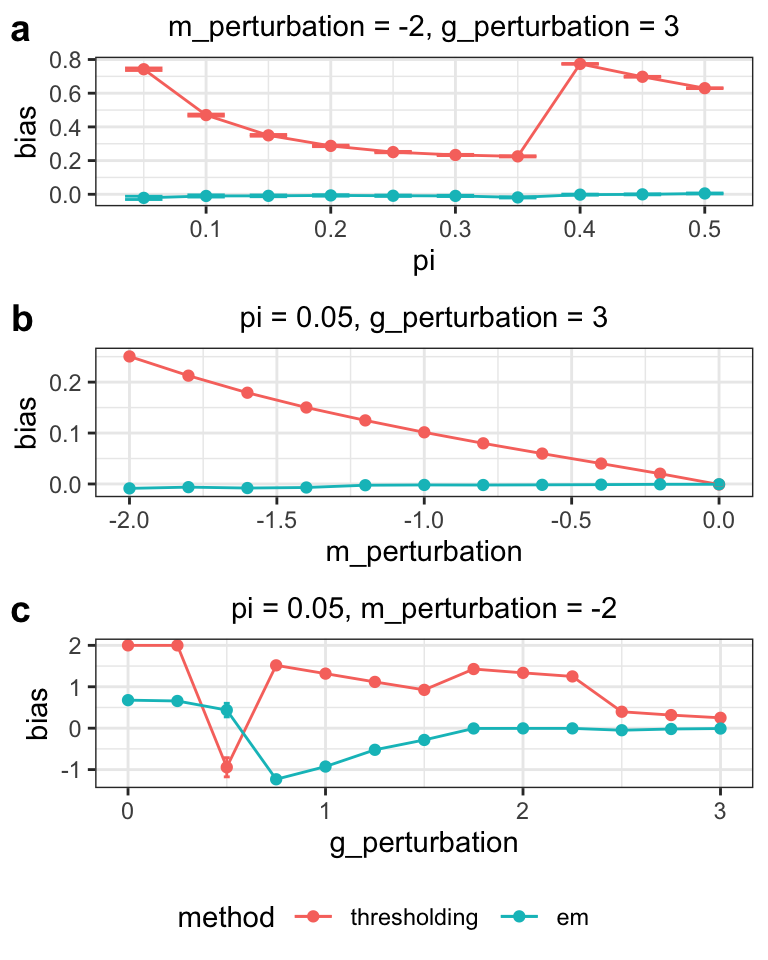 a
m_perturbation = -2, g_perturbation = 3
bias
0.8
0.6
0.4
0.2
0.0
0.1 0.2 0.3 0.4 0.5
pi
b
pi = 0.05, g_perturbation = 3
bias
0.2
0.1
0.0
-2.0 -1.5 -1.0 -0.5 0.0
m_perturbation
c
pi = 0.05, m_perturbation = -2
bias
2
1
0
-1
0 1 2 3
g_perturbation
method thresholding em